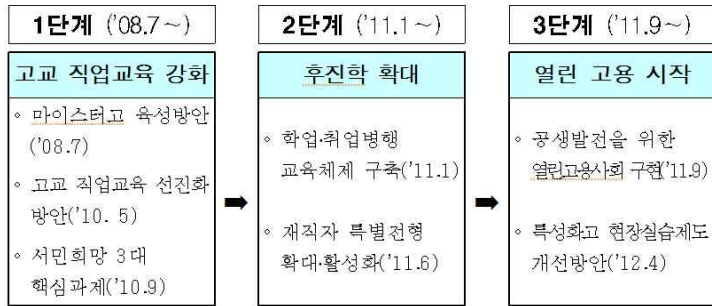 1단계 ('08.7～)
고교 직업교육 강화
◦ 마이스터고 육성방안
('08.7)
◦ 고교 직업교육 선진화
방안('10. 5)
◦ 서민희망 3대
핵심과제('10.9)
➡
2단계 ('11.1～)
후진학 확대
◦ 학업·취업병행
교육체제 구축('11.1)
◦ 재직자 특별전형
확대·활성화('11.6)
➡
3단계 ('11.9～)
열린 고용 시작
◦ 공생발전을 위한
열린고용사회 구현('11.9)
◦ 특성화고 현장실습제도
개선방안('12.4)